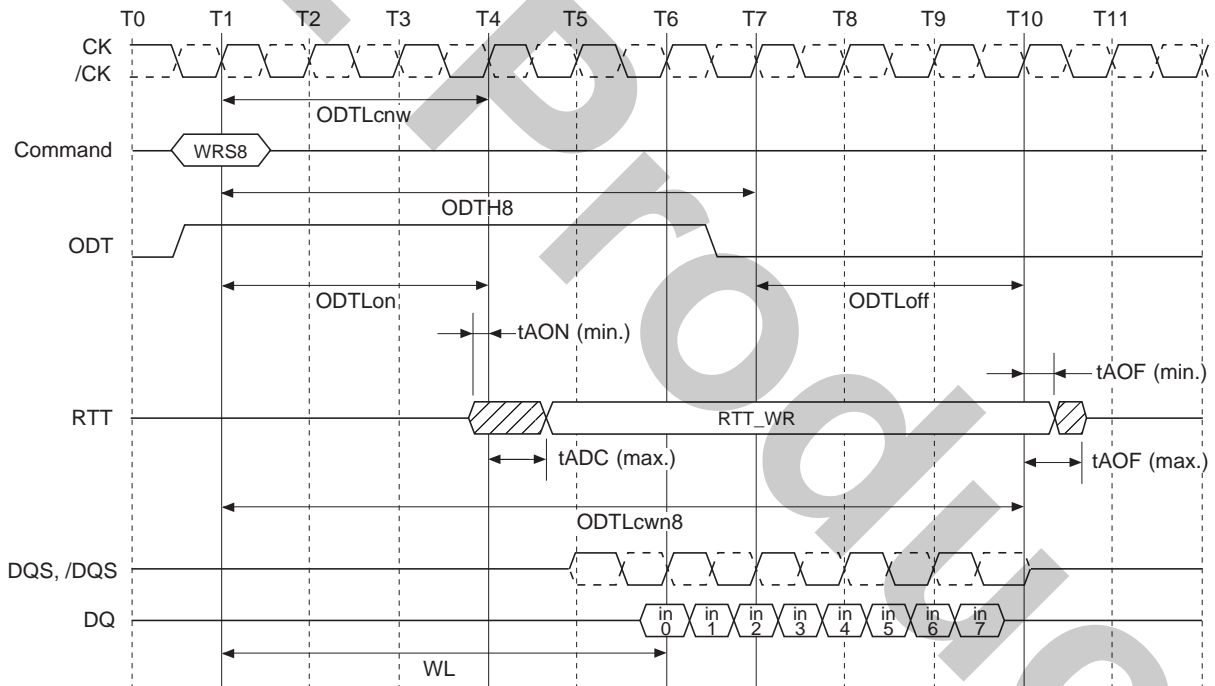 T0 T1 T2 T3 T4 T5 T6 T7 T8 T9 T10 T11
CK
/CK
ODTLcnw
Command WRS8
ODTH8
ODT
ODTLon ODTLoff
tAON (min.)
tAOF (min.)
RTT RTT_WR
tADC (max.) tAOF (max.)
ODTLcwn8
DQS, /DQS
DQ in 0 in 1 in 2 in 3 in 4 in 5 in 6 in 7
WL
Produc